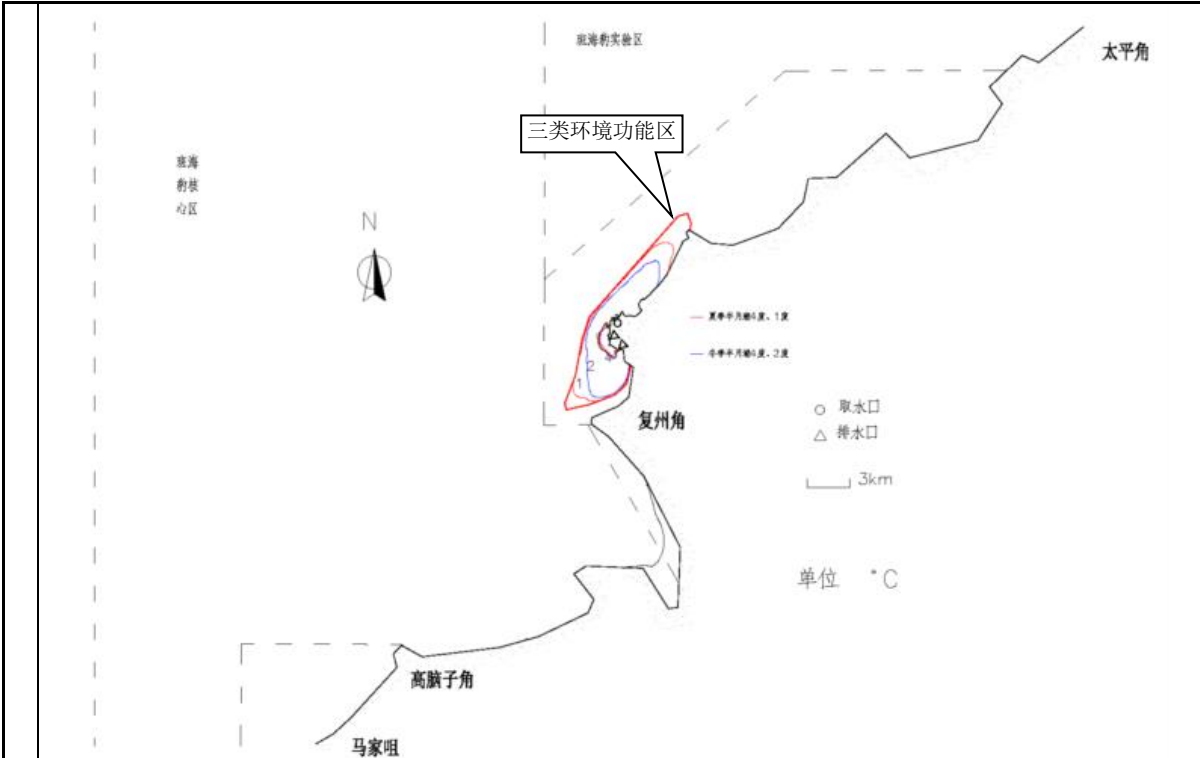 斑海豹实验区
太平角
三类环境功能区
斑海
豹核
心区
N
夏季半月潮4度、1度
冬季半月潮4度、2度
2
1
4
复州角
取水口
排水口
3km
单位 °C
高脑子角
马家咀